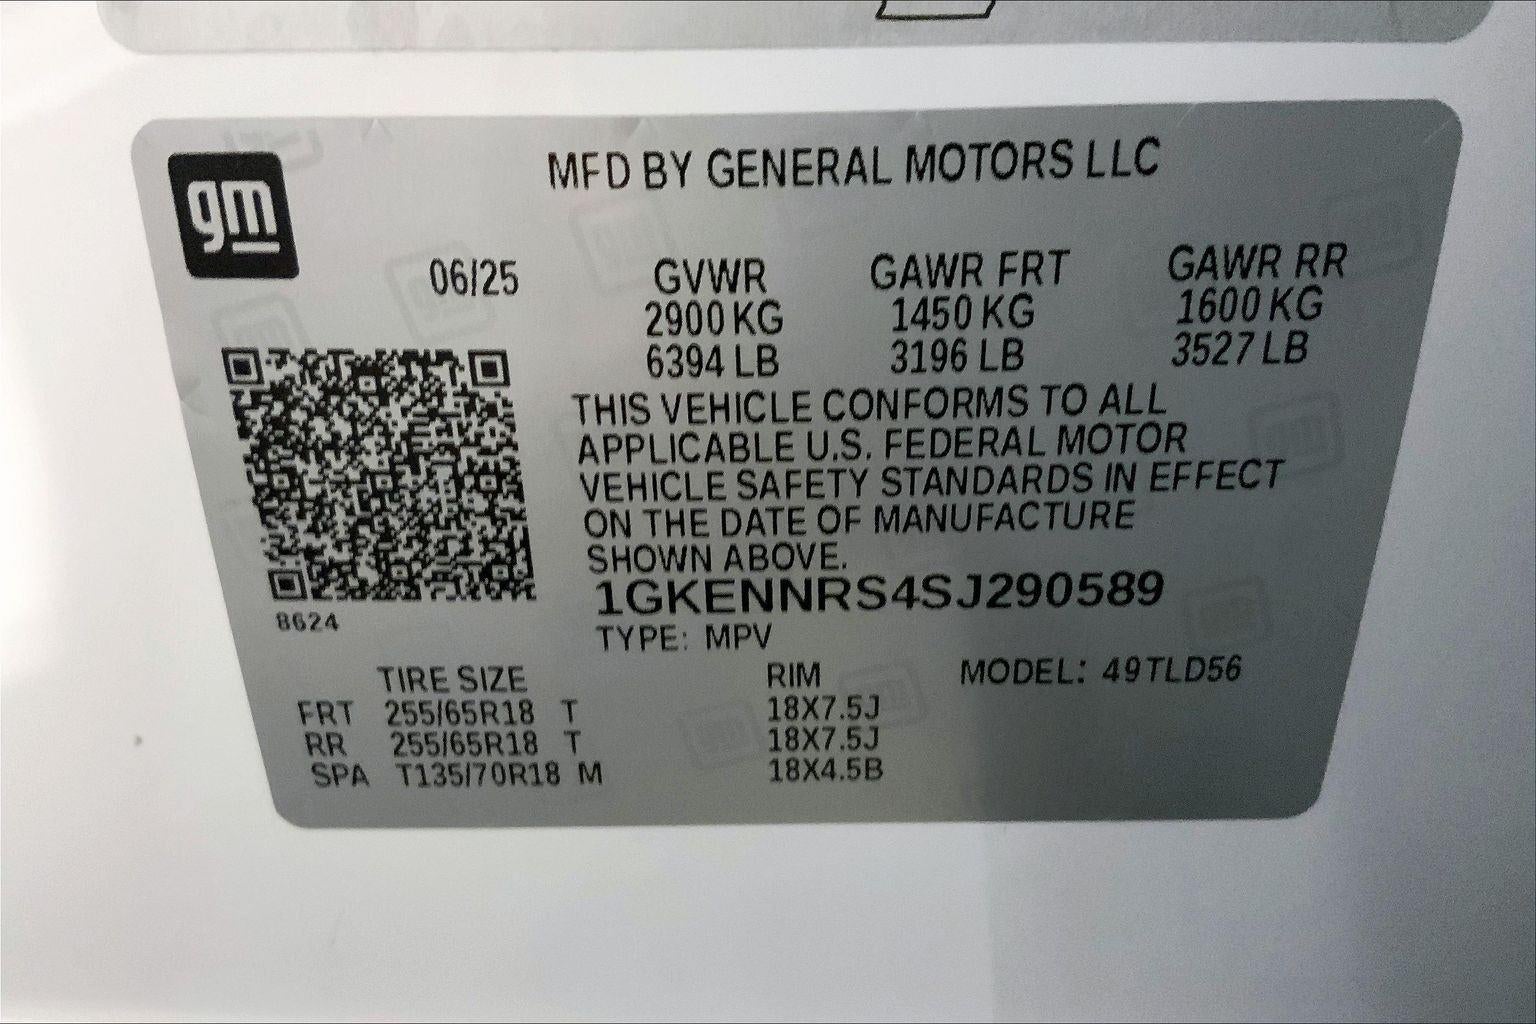 gm
MFD BY GENERAL MOTORS LLC
06/25 GVWR GAWR FRT GAWR RR
2900 KG 1450 KG 1600 KG
6394 LB 3196 LB 3527 LB
THIS VEHICLE CONFORMS TO ALL
APPLICABLE U.S. FEDERAL MOTOR
VEHICLE SAFETY STANDARDS IN EFFECT
ON THE DATE OF MANUFACTURE
SHOWN ABOVE.
1GKENNRS4SJ290589
8624
TYPE: MPV
TIRE SIZE RIM MODEL: 49TLD56
FRT 255/65R18 T 18X7.5J
RR 255/65R18 T 18X7.5J
SPA T135/70R18 M 18X4.5B